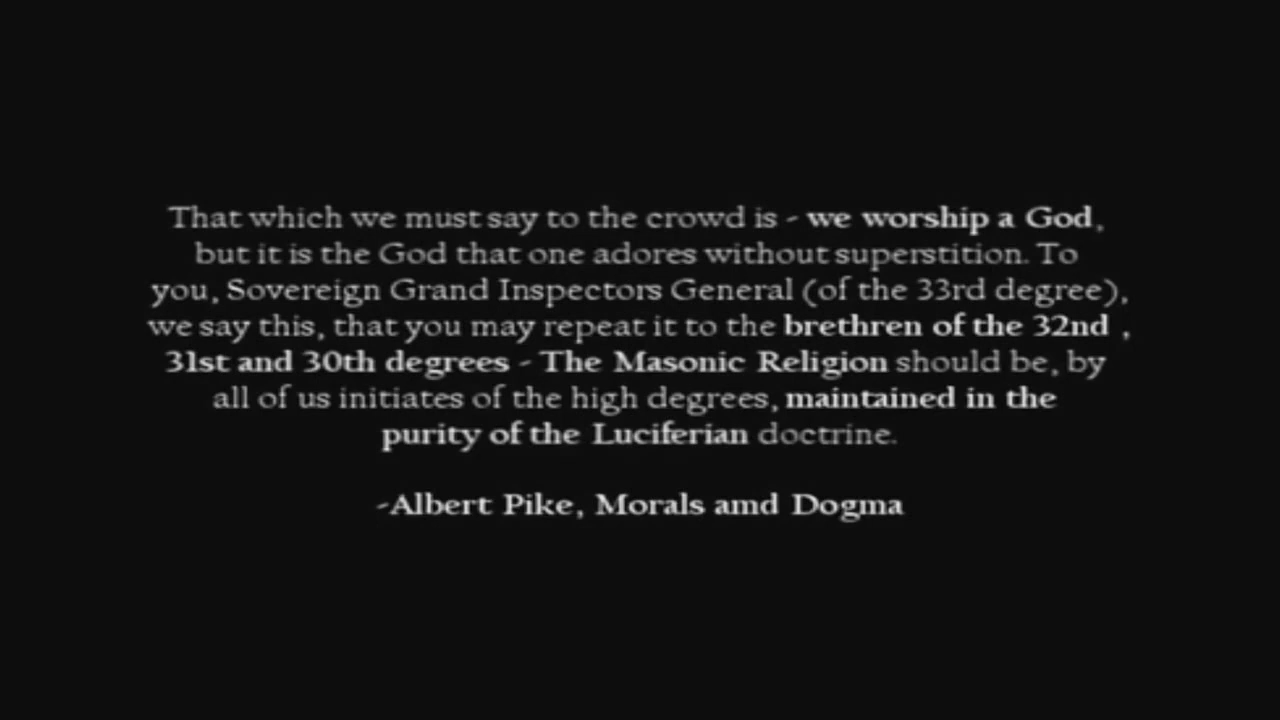 That which we must say to the crowd is - we worship a God,
but it is the God that one adores without superstition. To
you, Sovereign Grand Inspectors General (of the 33rd degree),
we say this, that you may repeat it to the brethren of the 32nd ,
31st and 30th degrees - The Masonic Religion should be, by
all of us initiates of the high degrees, maintained in the
purity of the Luciferian doctrine.
-Albert Pike, Morals amd Dogma